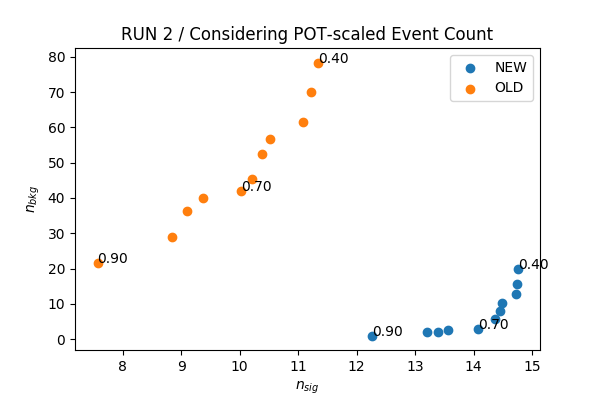 RUN 2 / Considering POT-scaled Event Count
80
70
60
50
40
30
20
10
0
n_bkg
0.40
0.70
0.90
0.40
0.70
0.90
NEW
OLD
8 9 10 11 12 13 14 15
n_sig